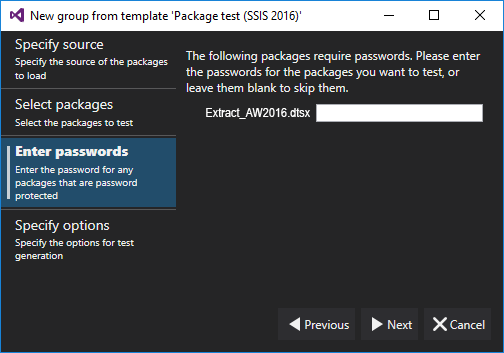 New group from template 'Package test (SSIS 2016)'
Specify source
Specify the source of the packages
to load
Select packages
Select the packages to test
Enter passwords
Enter the password for any
packages that are password
protected
Specify options
Specify the options for test
generation
The following packages require passwords. Please enter
the passwords for the packages you want to test, or
leave them blank to skip them.
Extract_AW2016.dtsx
Previous
Next
Cancel